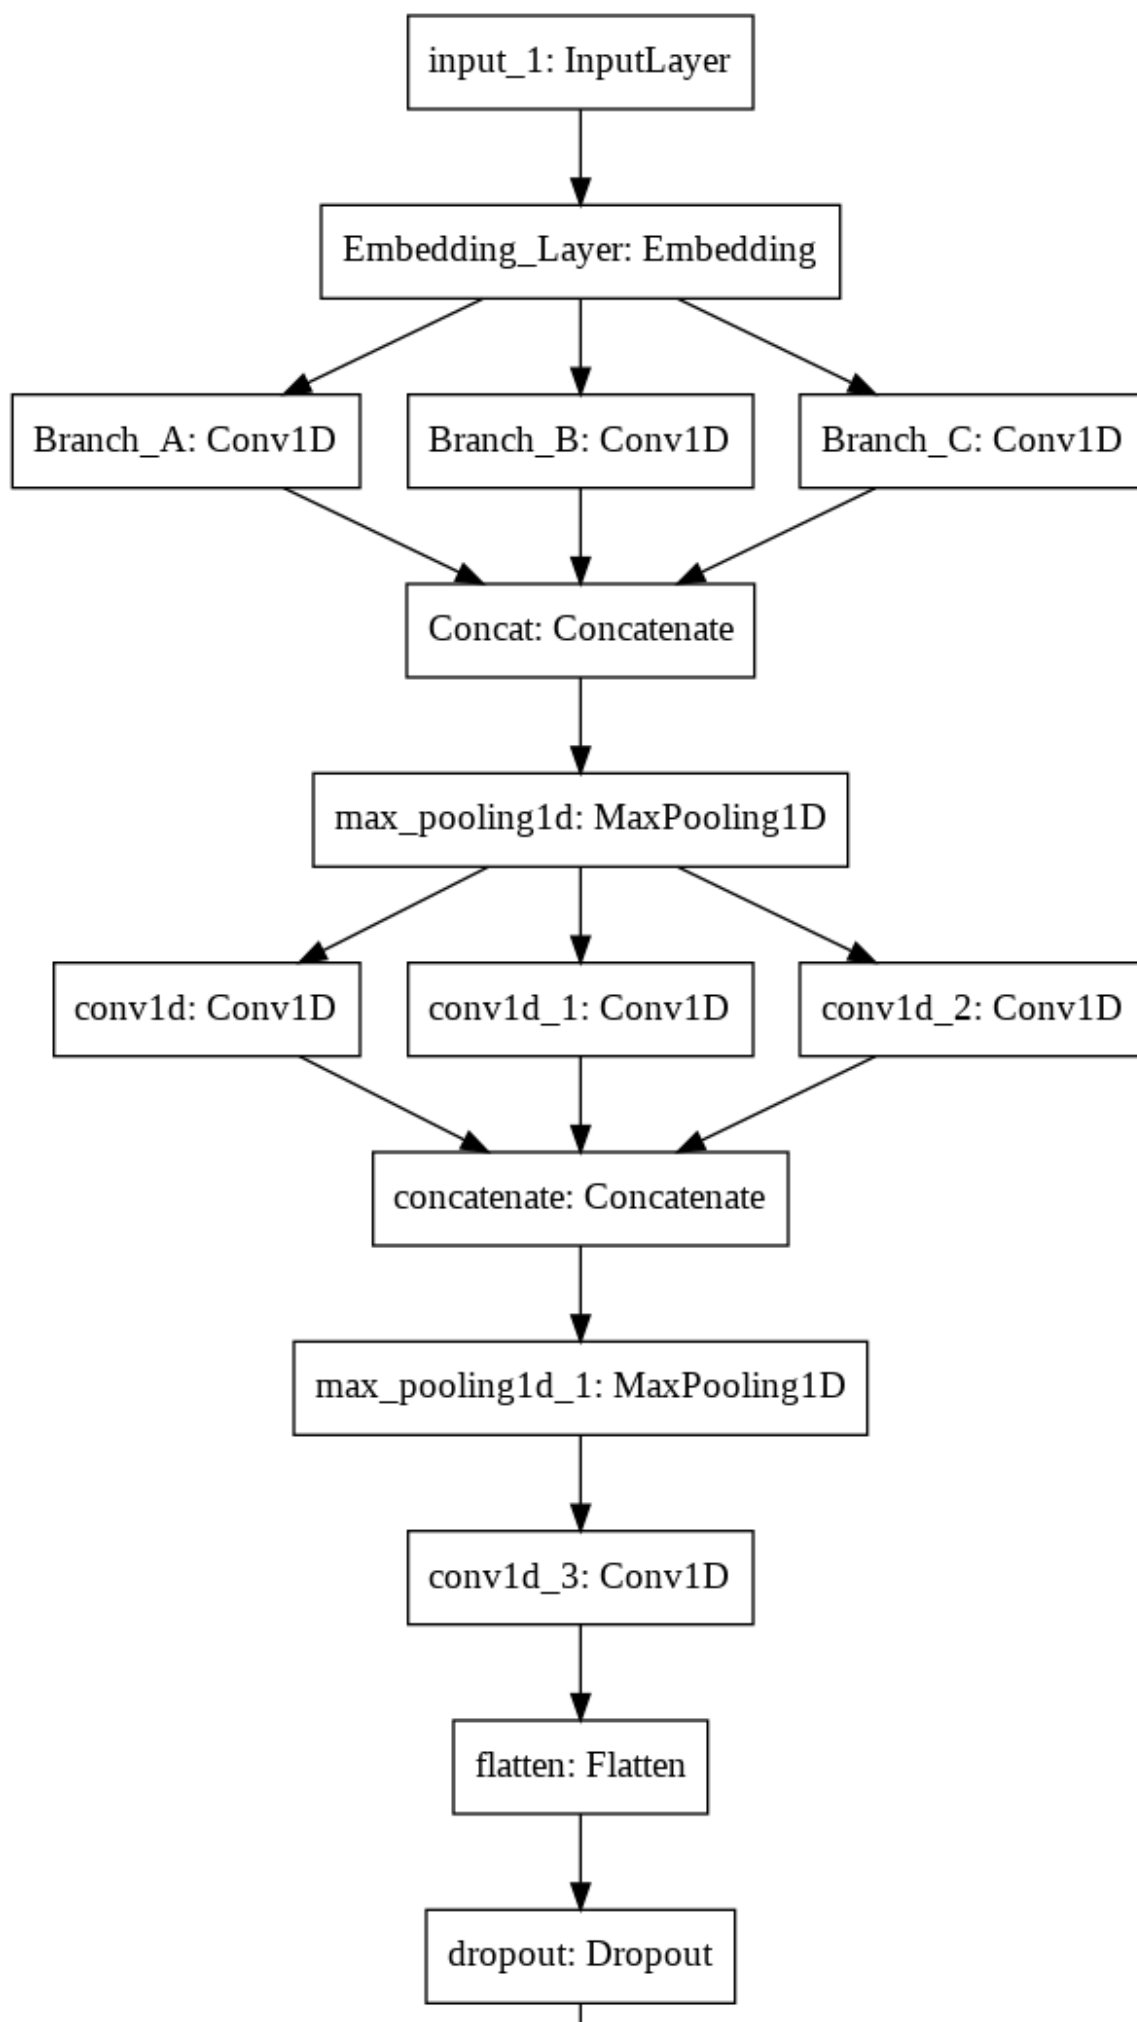 input_1: InputLayer
Embedding_Layer: Embedding
Branch_A: Conv1D
Branch_B: Conv1D
Branch_C: Conv1D
Concat: Concatenate
max_pooling1d: MaxPooling1D
conv1d: Conv1D
conv1d_1: Conv1D
conv1d_2: Conv1D
concatenate: Concatenate
max_pooling1d_1: MaxPooling1D
conv1d_3: Conv1D
flatten: Flatten
dropout: Dropout